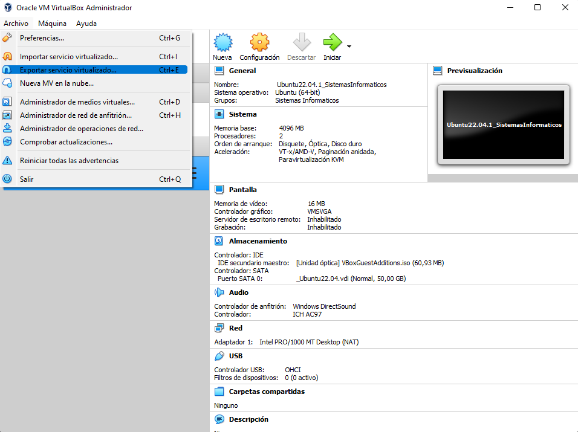 Oracle VM VirtualBox Administrador
Archivo Máquina Ayuda
Preferencias... Ctrl+G
Importar servicio virtualizado... Ctrl+I
Exportar servicio virtualizado... Ctrl+E
Nueva MV en la nube...
Administrador de medios virtuales... Ctrl+D
Administrador de red de anfitrión... Ctrl+H
Administrador de operaciones de red...
Comprobar actualizaciones...
Reiniciar todas las advertencias
Salir Ctrl+Q
Nueva Configuración Descartar Iniciar
General
Nombre: Ubuntu22.04.1_SistemasInformaticos
Sistema operativo: Ubuntu (64-bit)
Grupos: Sistemas Informaticos
Sistema
Memoria base: 4096 MB
Procesadores: 2
Orden de arranque: Disquete, Óptica, Disco duro
Aceleración: VT-x/AMD-V, Paginación anidada,
Paravirtualización KVM
Previsualización
Ubuntu22.04.1_SistemasInformaticos
Pantalla
Memoria de vídeo: 16 MB
Controlador gráfico: VMSVGA
Servidor de escritorio remoto: Inhabilitado
Grabación: Inhabilitado
Almacenamiento
Controlador: IDE
IDE secundario maestro: [Unidad óptica] VBoxGuestAdditions.iso (60,93 MB)
Controlador: SATA
Puerto SATA 0: _Ubuntu22.04.vdi (Normal, 50,00 GB)
Audio
Controlador de anfitrión: Windows DirectSound
Controlador: ICH AC97
Red
Adaptador 1: Intel PRO/1000 MT Desktop (NAT)
USB
Controlador USB: OHCI
Filtros de dispositivos: 0 (0 activo)
Carpetas compartidas
Ninguno
Descripción